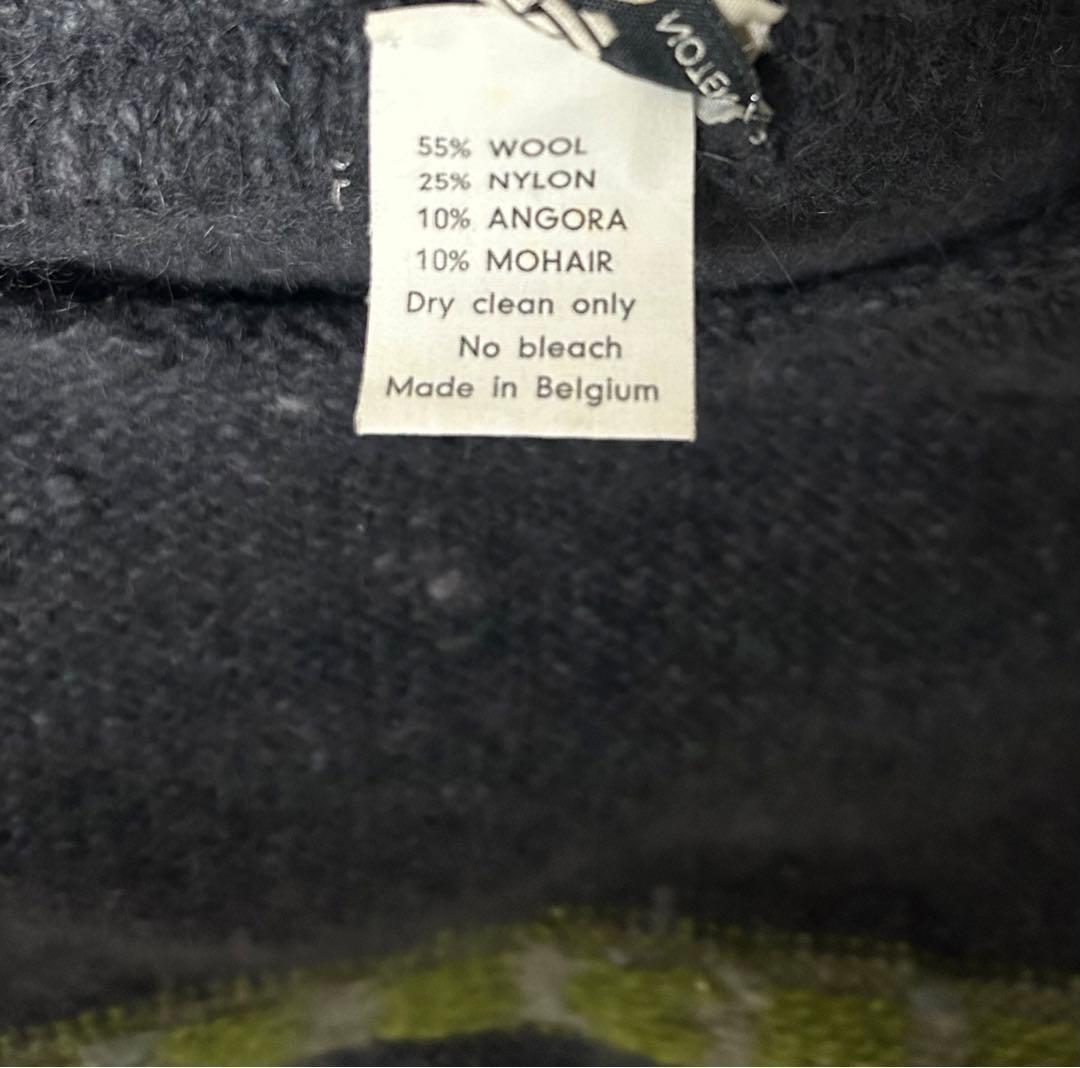 55% WOOL
25% NYLON
10% ANGORA
10% MOHAIR
Dry clean only
No bleach
Made in Belgium